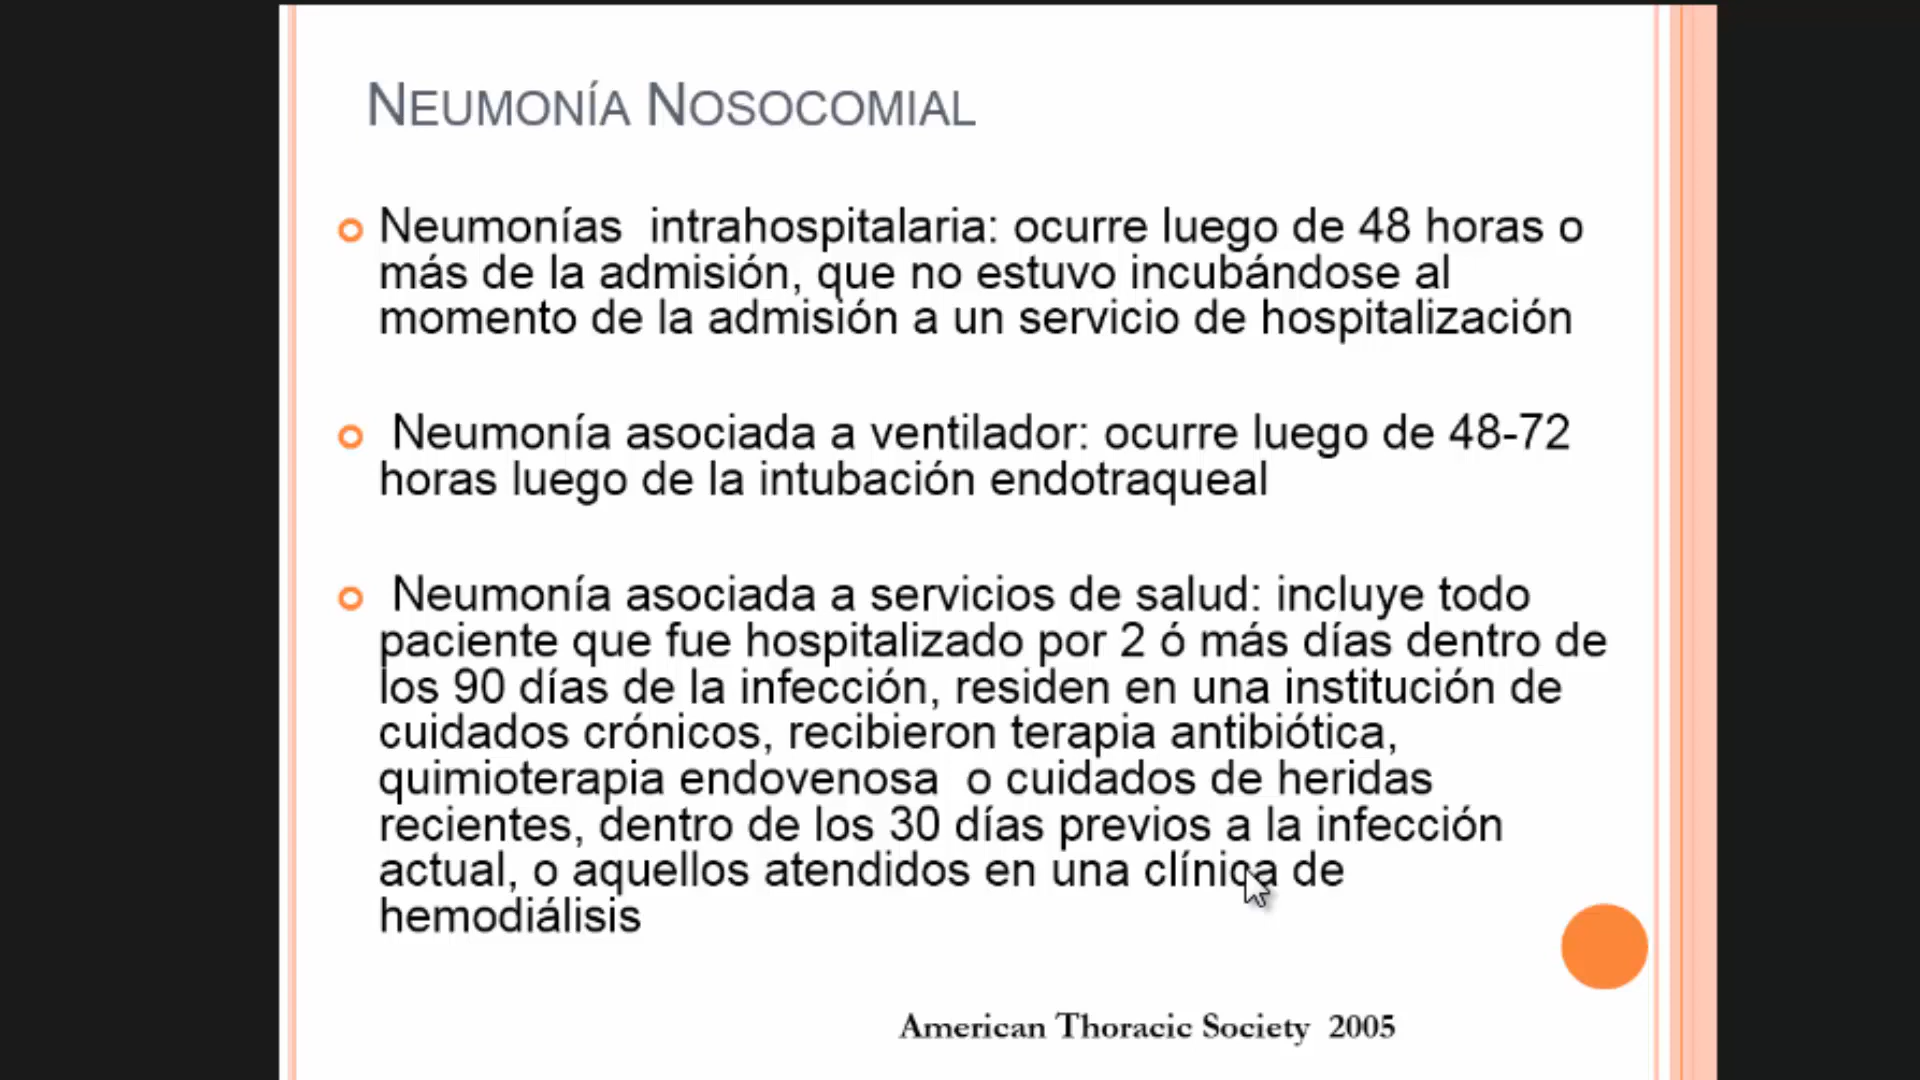 NEUMONÍA NOSOCOMIAL
Neumonías intrahospitalaria: ocurre luego de 48 horas o
más de la admisión, que no estuvo incubándose al
momento de la admisión a un servicio de hospitalización
Neumonía asociada a ventilador: ocurre luego de 48-72
horas luego de la intubación endotraqueal
Neumonía asociada a servicios de salud: incluye todo
paciente que fue hospitalizado por 2 ó más días dentro de
los 90 días de la infección, residen en una institución de
cuidados crónicos, recibieron terapia antibiótica,
quimioterapia endovenosa o cuidados de heridas
recientes, dentro de los 30 días previos a la infección
actual, o aquellos atendidos en una clínica de
hemodiálisis
American Thoracic Society 2005